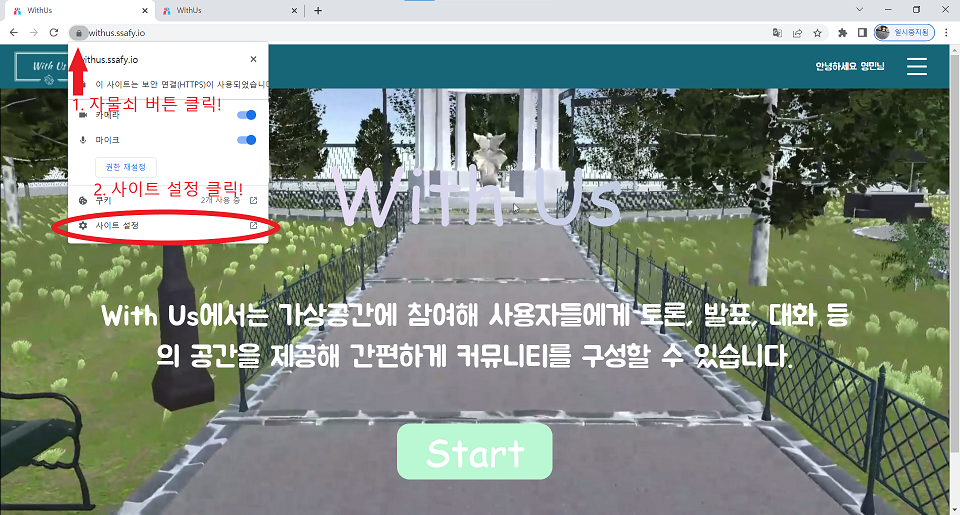 WithUs
WithUs
withus.ssafy.io
일시중지됨
With Us
withus.ssafy.io
안녕하세요 영민님
이 사이트는 보안 연결(HTTPS)이 사용되었습니다
1. 자물쇠 버튼 클릭!
카메라
마이크
권한 재설정
2. 사이트 설정 클릭!
쿠키
2개 사용 중
사이트 설정
With Us
With Us에서는 가상공간에 참여해 사용자들에게 토론, 발표, 대화 등
의 공간을 제공해 간편하게 커뮤니티를 구성할 수 있습니다.
Start